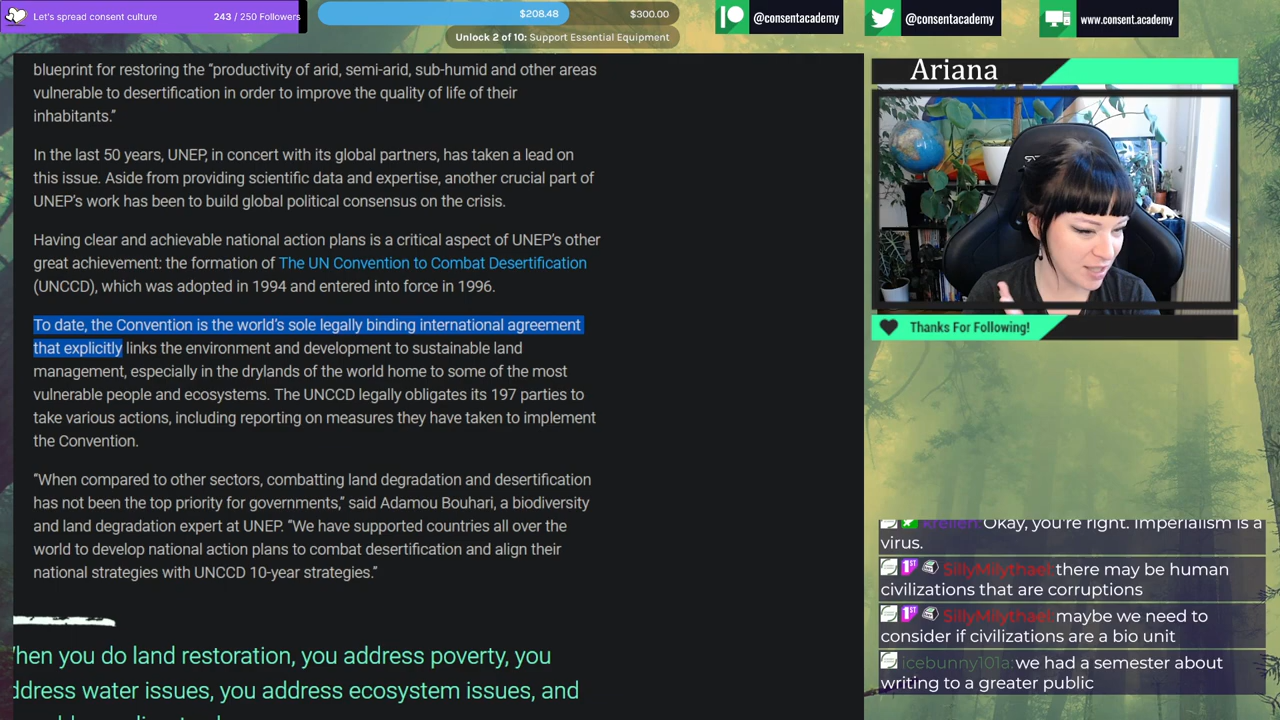 Let's spread consent culture
243 / 250 Followers
$208.48
$300.00
Unlock 2 of 10: Support Essential Equipment
@consentacademy
@consentacademy
www.consent.academy
blueprint for restoring the “productivity of arid, semi-arid, sub-humid and other areas
vulnerable to desertification in order to improve the quality of life of their
inhabitants.”
In the last 50 years, UNEP, in concert with its global partners, has taken a lead on
this issue. Aside from providing scientific data and expertise, another crucial part of
UNEP’s work has been to build global political consensus on the crisis.
Having clear and achievable national action plans is a critical aspect of UNEP’s other
great achievement: the formation of The UN Convention to Combat Desertification
(UNCCD), which was adopted in 1994 and entered into force in 1996.
To date, the Convention is the world’s sole legally binding international agreement
that explicitly links the environment and development to sustainable land
management, especially in the drylands of the world home to some of the most
vulnerable people and ecosystems. The UNCCD legally obligates its 197 parties to
take various actions, including reporting on measures they have taken to implement
the Convention.
“When compared to other sectors, combatting land degradation and desertification
has not been the top priority for governments,” said Adamou Bouhari, a biodiversity
and land degradation expert at UNEP. “We have supported countries all over the
world to develop national action plans to combat desertification and align their
national strategies with UNCCD 10-year strategies.”
hen you do land restoration, you address poverty, you
ddress water issues, you address ecosystem issues, and
Ariana
Thanks For Following!
Okay, you're right. Imperialism is a
virus.
1ST SillyMilythael: there may be human
civilizations that are corruptions
1ST SillyMilythael: maybe we need to
consider if civilizations are a bio unit
icebunny101a: we had a semester about
writing to a greater public